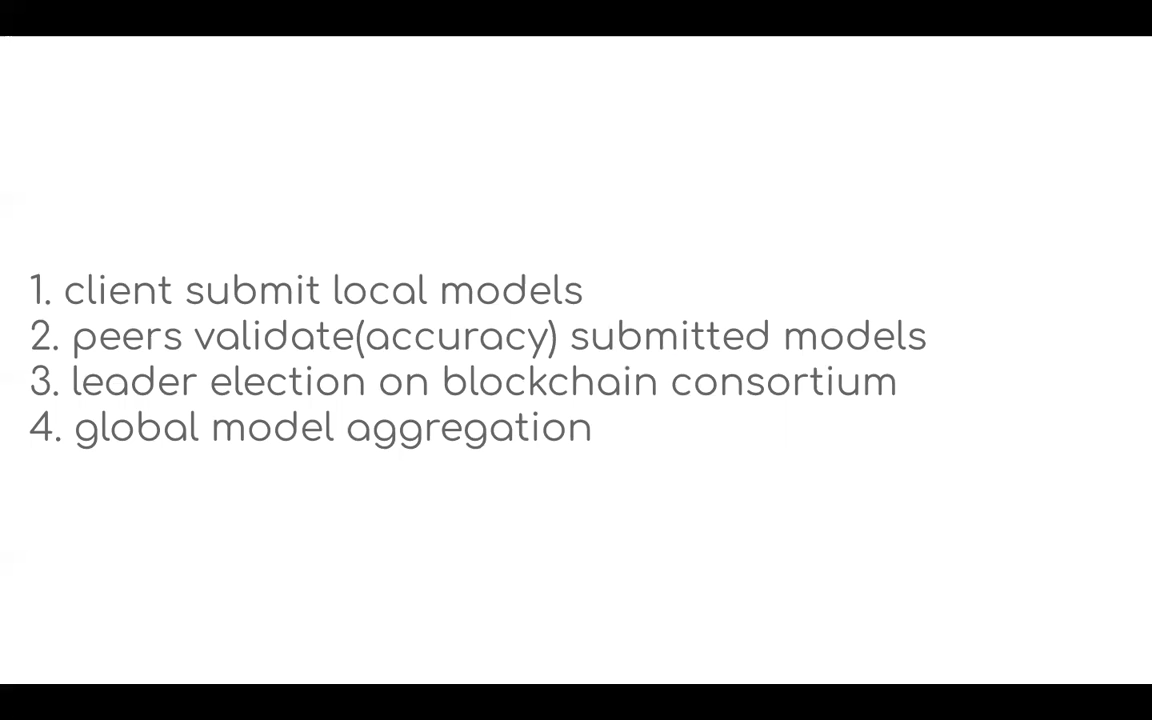 1. client submit local models
2. peers validate(accuracy) submitted models
3. leader election on blockchain consortium
4. global model aggregation